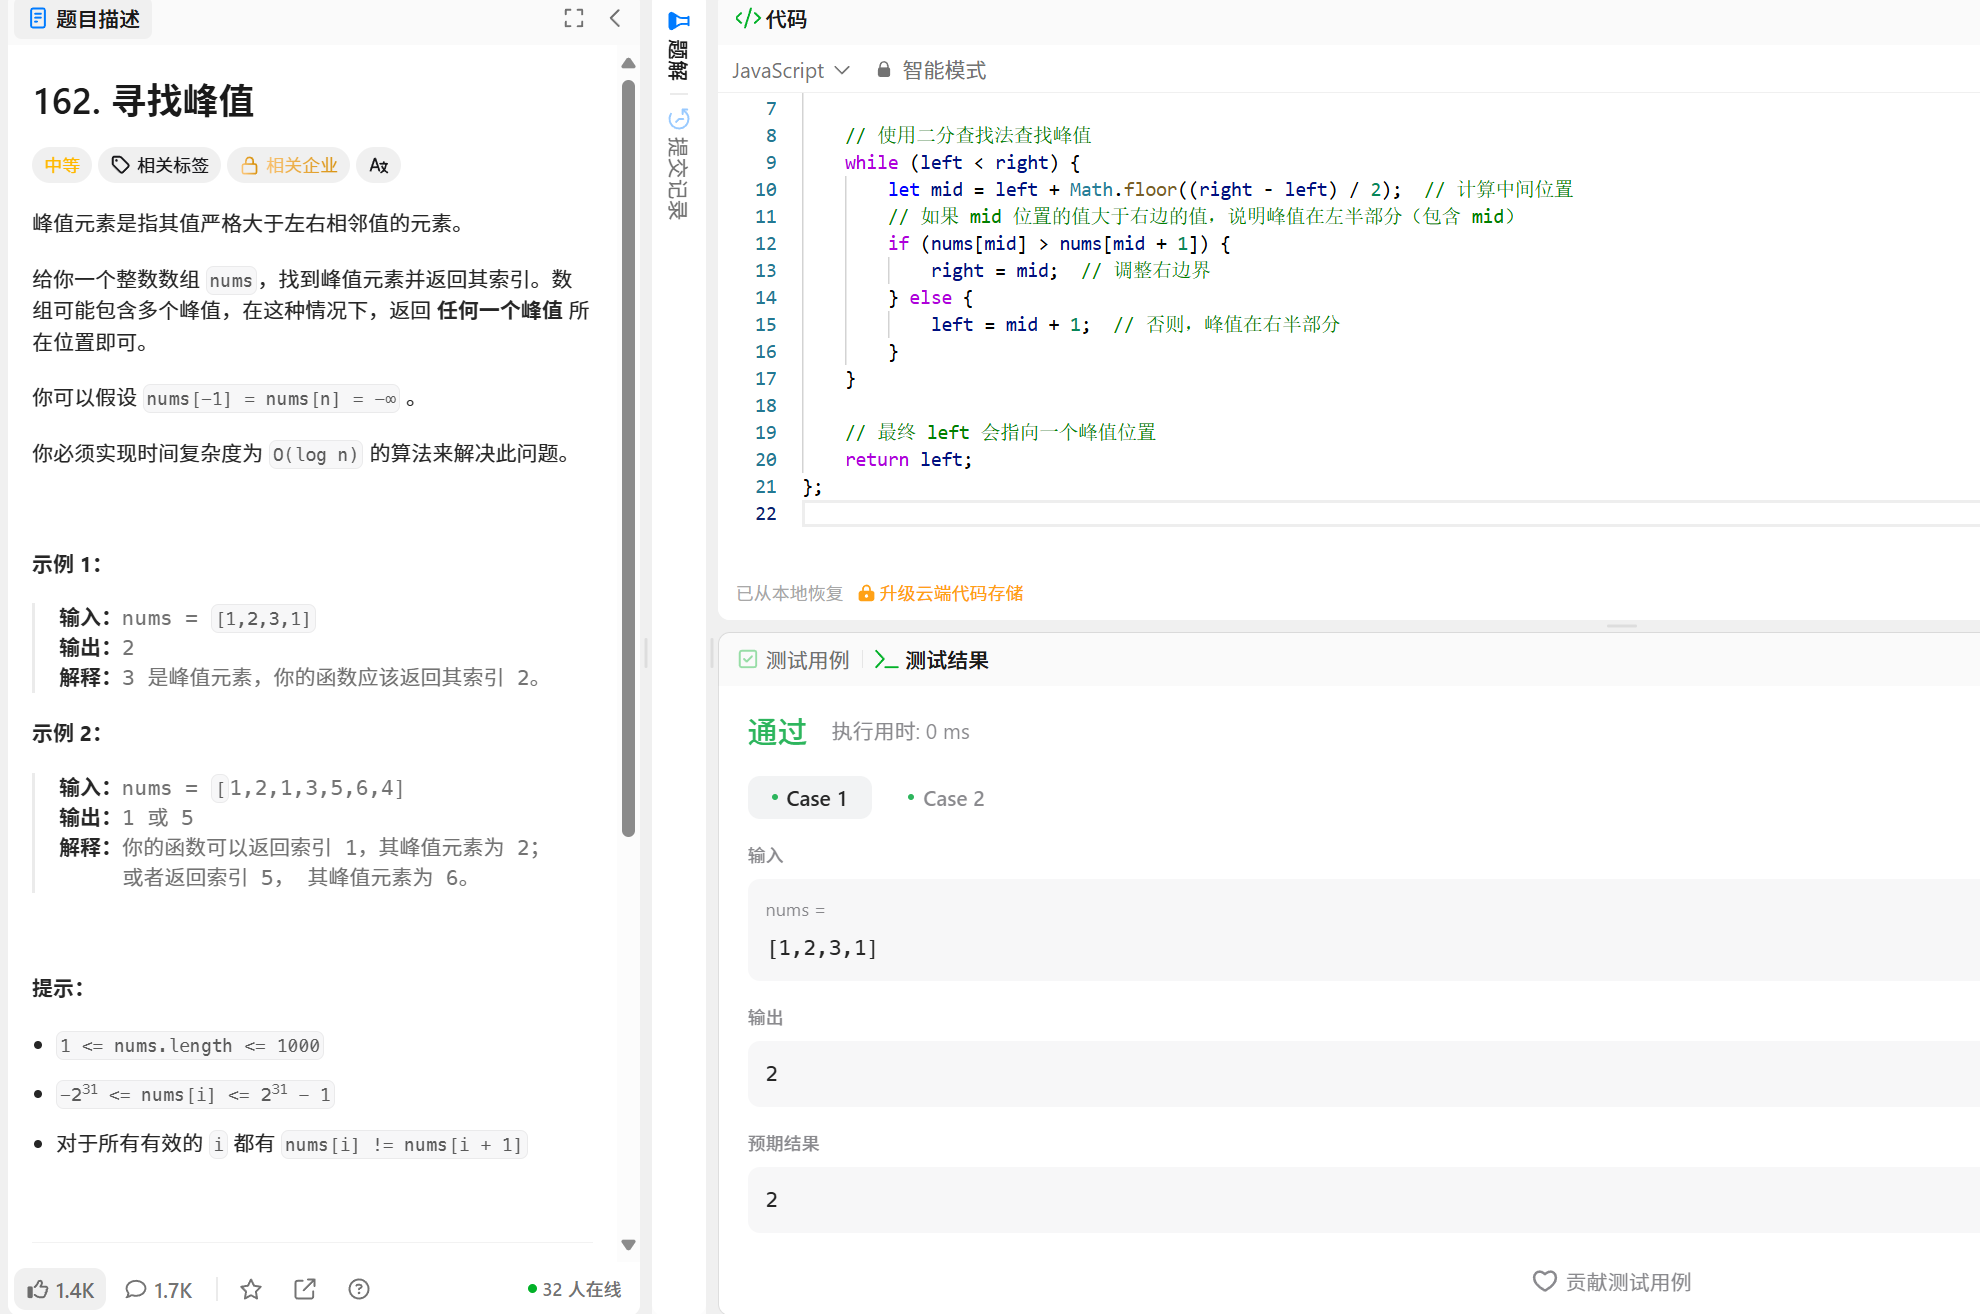 题目描述
162. 寻找峰值
中等 相关标签 相关企业 A文
峰值元素是指其值严格大于左右相邻值的元素。
给你一个整数数组 nums，找到峰值元素并返回其索引。数
组可能包含多个峰值，在这种情况下，返回 任何一个峰值 所
在位置即可。
你可以假设 nums[-1] = nums[n] = -∞ 。
你必须实现时间复杂度为 O(log n) 的算法来解决此问题。
示例 1：
输入：nums = [1,2,3,1]
输出：2
解释：3 是峰值元素，你的函数应该返回其索引 2。
示例 2：
输入：nums = [1,2,1,3,5,6,4]
输出：1 或 5
解释：你的函数可以返回索引 1，其峰值元素为 2；
或者返回索引 5， 其峰值元素为 6。
提示：
1 <= nums.length <= 1000
-2³¹ <= nums[i] <= 2³¹ - 1
对于所有有效的 i 都有 nums[i] != nums[i + 1]
1.4K 1.7K 32 人在线
题解
提交记录
</> 代码
JavaScript 智能模式
7
8 // 使用二分查找法查找峰值
9 while (left < right) {
10 let mid = left + Math.floor((right - left) / 2); // 计算中间位置
11 // 如果 mid 位置的值大于右边的值，说明峰值在左半部分（包含 mid）
12 if (nums[mid] > nums[mid + 1]) {
13 right = mid; // 调整右边界
14 } else {
15 left = mid + 1; // 否则，峰值在右半部分
16 }
17 }
18
19 // 最终 left 会指向一个峰值位置
20 return left;
21 };
22
已从本地恢复 升级云端代码存储
测试用例 测试结果
通过 执行用时: 0 ms
Case 1 Case 2
输入
nums =
[1,2,3,1]
输出
2
预期结果
2
贡献测试用例